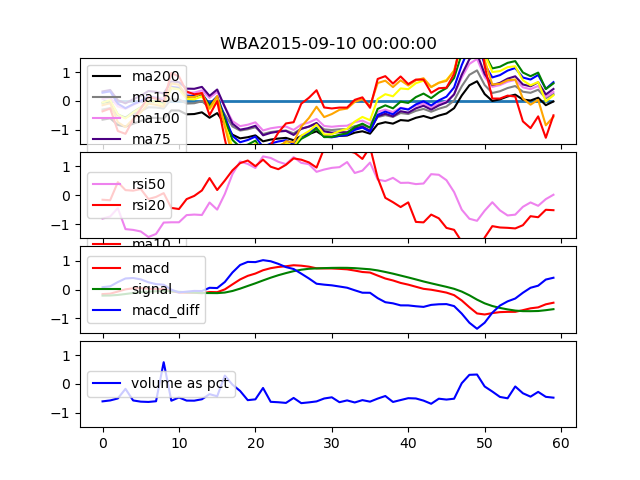 WBA2015-09-10 00:00:00
1
0
−1
ma200
ma150
ma100
ma75
1
0
−1
rsi50
rsi20
ma10
1
0
−1
macd
signal
macd_diff
1
0
−1
volume as pct
0 10 20 30 40 50 60